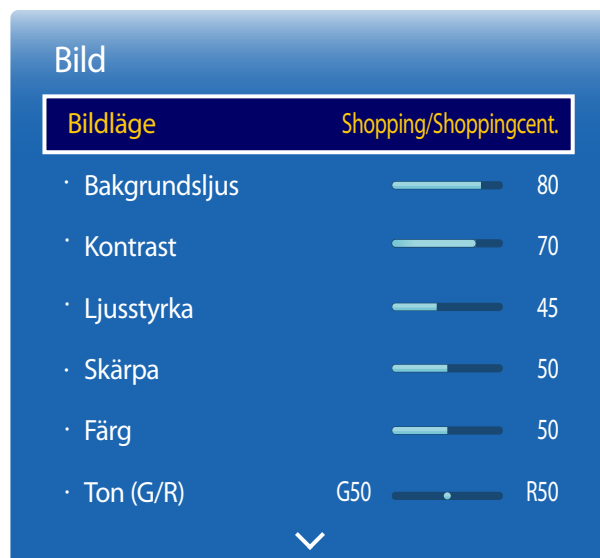 Bild
Bildläge Shopping/Shoppingcent.
· Bakgrundsljus 80
· Kontrast 70
· Ljusstyrka 45
· Skärpa 50
· Färg 50
· Ton (G/R) G50 R50